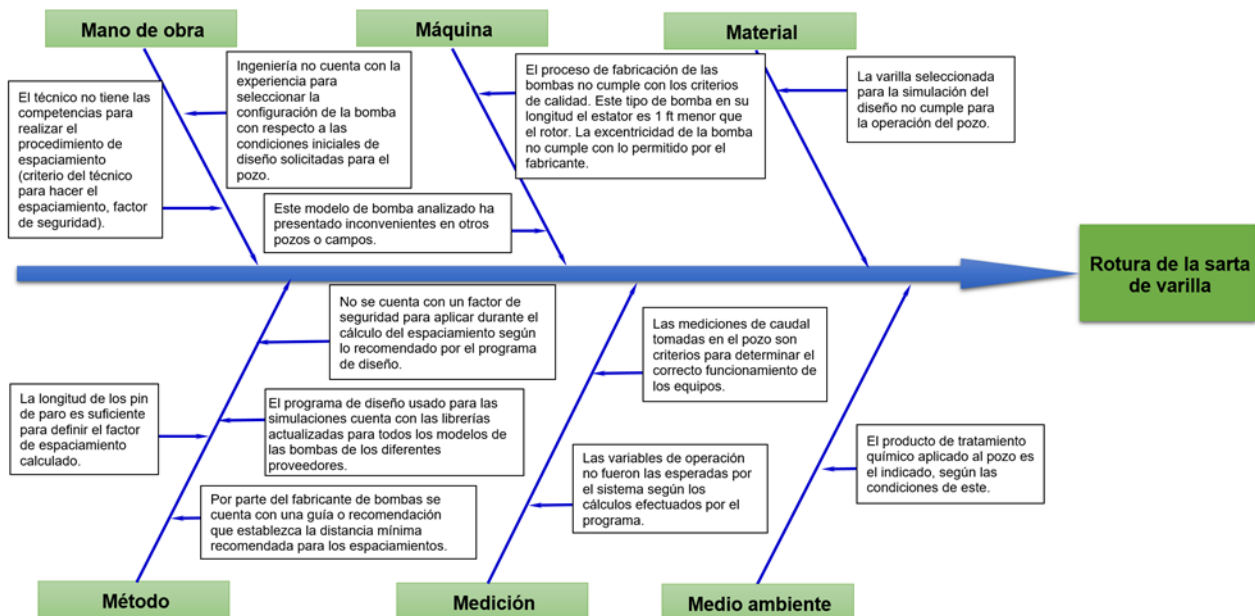 Mano de obra
Máquina
Material
El técnico no tiene las
competencias para
realizar el
procedimiento de
espaciamiento
(criterio del técnico
para hacer el
espaciamiento, factor
de seguridad).
Ingeniería no cuenta con la
experiencia para
seleccionar la
configuración de la bomba
con respecto a las
condiciones iniciales de
diseño solicitadas para el
pozo.
El proceso de fabricación de las
bombas no cumple con los criterios
de calidad. Este tipo de bomba en su
longitud el estator es 1 ft menor que
el rotor. La excentricidad de la bomba
no cumple con lo permitido por el
fabricante.
Este modelo de bomba analizado ha
presentado inconvenientes en otros
pozos o campos.
La varilla seleccionada
para la simulación del
diseño no cumple para
la operación del pozo.
Rotura de la sarta
de varilla
No se cuenta con un factor de
seguridad para aplicar durante el
cálculo del espaciamiento según
lo recomendado por el programa
de diseño.
La longitud de los pin
de paro es suficiente
para definir el factor
de espaciamiento
calculado.
El programa de diseño usado para las
simulaciones cuenta con las librerías
actualizadas para todos los modelos de
las bombas de los diferentes
proveedores.
Por parte del fabricante de bombas se
cuenta con una guía o recomendación
que establezca la distancia mínima
recomendada para los espaciamientos.
Las mediciones de caudal
tomadas en el pozo son
criterios para determinar el
correcto funcionamiento de
los equipos.
Las variables de operación
no fueron las esperadas por
el sistema según los
cálculos efectuados por el
programa.
El producto de tratamiento
químico aplicado al pozo es
el indicado, según las
condiciones de este.
Método
Medición
Medio ambiente